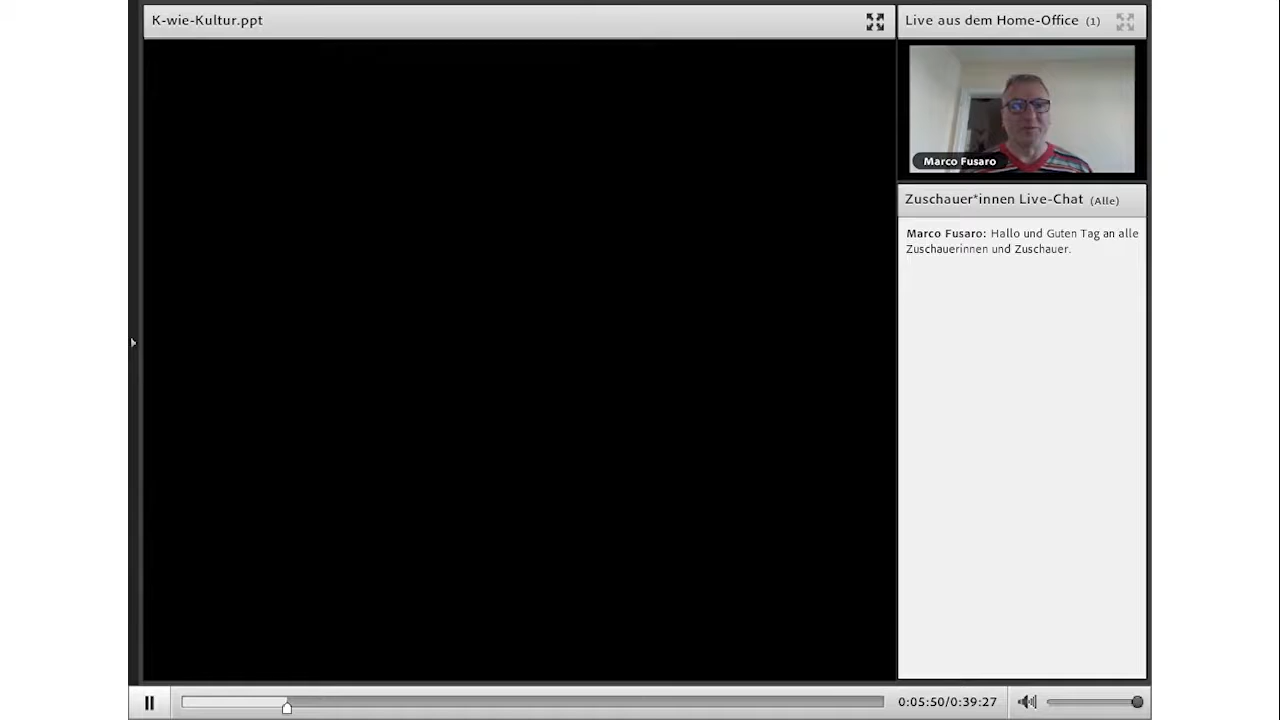 K-wie-Kultur.ppt
Live aus dem Home-Office (1)
Marco Fusaro
Zuschauer*innen Live-Chat (Alle)
Marco Fusaro: Hallo und Guten Tag an alle
Zuschauerinnen und Zuschauer.
0:05:50/0:39:27